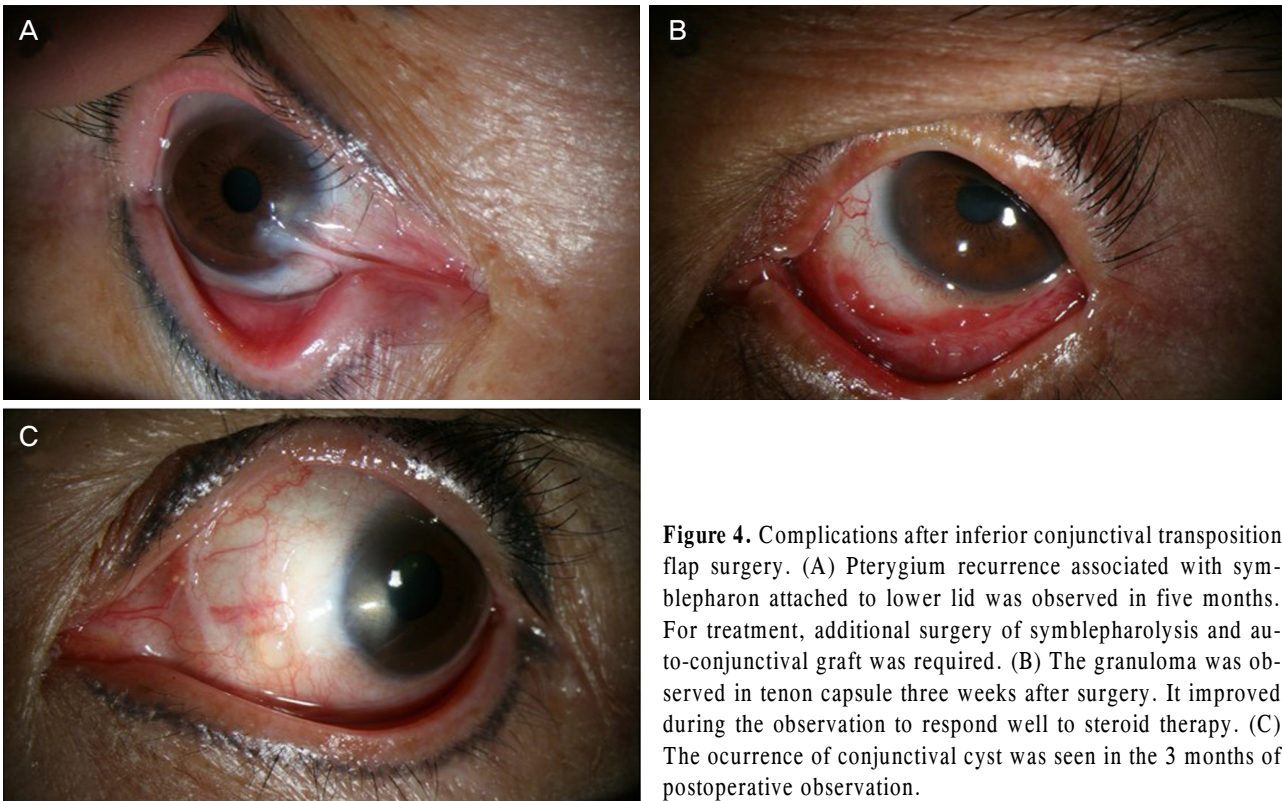 A
B
C
Figure 4. Complications after inferior conjunctival transposition
flap surgery. (A) Pterygium recurrence associated with sym-
blepharon attached to lower lid was observed in five months.
For treatment, additional surgery of symblepharolysis and au-
to-conjunctival graft was required. (B) The granuloma was ob-
served in tenon capsule three weeks after surgery. It improved
during the observation to respond well to steroid therapy. (C)
The ocurrence of conjunctival cyst was seen in the 3 months of
postoperative observation.